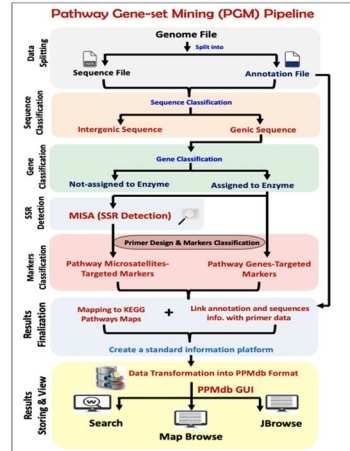 Pathway Gene-set Mining (PGM) Pipeline
Data
Splitting
Genome File
Split into
Sequence File
Annotation File
Sequence
Classification
Sequence Classification
Intergenic Sequence
Genic Sequence
Gene
Classification
Gene Classification
Not-assigned to Enzyme
Assigned to Enzyme
SSR
Detection
MISA (SSR Detection)
Primer Design & Markers Classification
Markers
Classification
Pathway Microsatellites-
Targeted Markers
Pathway Genes-Targeted
Markers
Results
Finalization
Mapping to KEGG
Pathways Maps
+
Link annotation and sequences
info. with primer data
Create a standard information platform
Results
Storing & View
Data Transformation into PPMdb Format
PPMdb GUI
Search
Map Browse
JBrowse